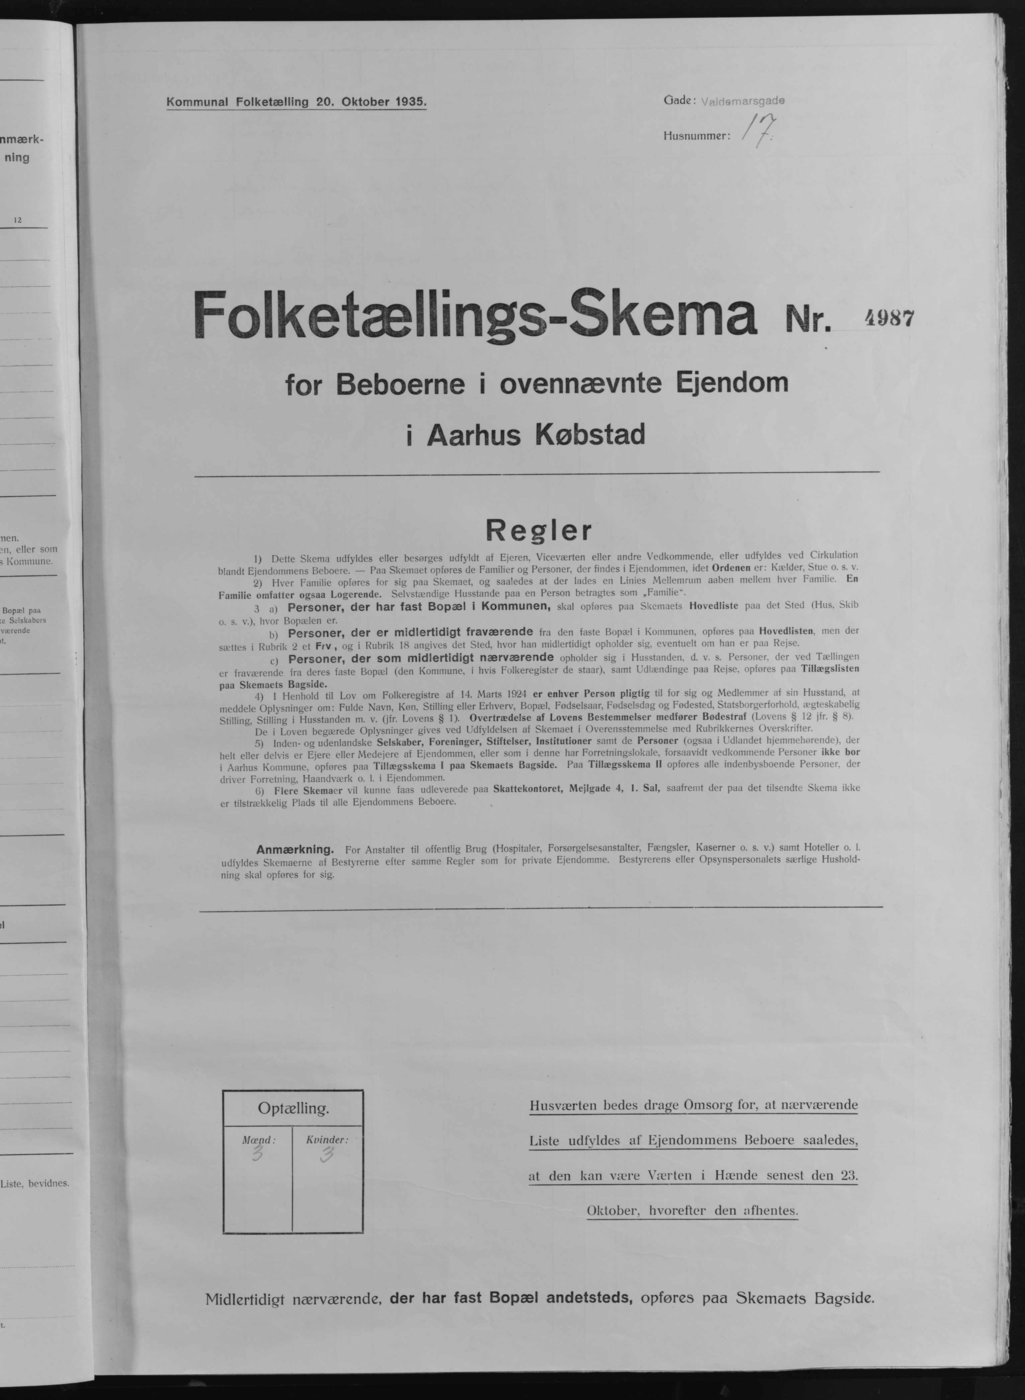 nmærk-
ning
12
men.
en, eller som
s Kommune.
Bopæl paa
ke Selskabers
værende
t.
el
Liste, bevidnes.
t.
Kommunal Folketælling 20. Oktober 1935.
Gade: Valdemarsgade
Husnummer: 17.
Folketællings-Skema Nr. 4987
for Beboerne i ovennævnte Ejendom
i Aarhus Købstad
Regler
1) Dette Skema udfyldes eller besørges udfyldt af Ejeren, Viceværten eller andre Vedkommende, eller udfyldes ved Cirkulation
blandt Ejendommens Beboere. — Paa Skemaet opføres de Familier og Personer, der findes i Ejendommen, idet Ordenen er: Kælder, Stue o. s. v.
2) Hver Familie opføres for sig paa Skemaet, og saaledes at der lades en Linies Mellemrum aaben mellem hver Familie. En
Familie omfatter ogsaa Logerende. Selvstændige Husstande paa en Person betragtes som „Familie".
3 a) Personer, der har fast Bopæl i Kommunen, skal opføres paa Skemaets Hovedliste paa det Sted (Hus, Skib
o. s. v.), hvor Bopælen er.
b) Personer, der er midlertidigt fraværende fra den faste Bopæl i Kommunen, opføres paa Hovedlisten, men der
sættes i Rubrik 2 et Frv., og i Rubrik 18 angives det Sted, hvor han midlertidigt opholder sig, eventuelt om han er paa Rejse.
c) Personer, der som midlertidigt nærværende opholder sig i Husstanden, d. v. s. Personer, der ved Tællingen
er fraværende fra deres faste Bopæl (den Kommune, i hvis Folkeregister de staar), samt Udlændinge paa Rejse, opføres paa Tillægslisten
paa Skemaets Bagside.
4) I Henhold til Lov om Folkeregistre af 14. Marts 1924 er enhver Person pligtig til for sig og Medlemmer af sin Husstand, at
meddele Oplysninger om: Fulde Navn, Køn, Stilling eller Erhverv, Bopæl, Fødselsaar, Fødselsdag og Fødested, Statsborgerforhold, ægteskabelig
Stilling, Stilling i Husstanden m. v. (jfr. Lovens § 1). Overtrædelse af Lovens Bestemmelser medfører Bødestraf (Lovens § 12 jfr. § 8).
De i Loven begærede Oplysninger gives ved Udfyldelsen af Skemaet i Overensstemmelse med Rubrikkernes Overskrifter.
5) Inden- og udenlandske Selskaber, Foreninger, Stiftelser, Institutioner samt de Personer (ogsaa i Udlandet hjemmehørende), der
helt eller delvis er Ejere eller Medejere af Ejendommen, eller som i denne har Forretningslokale, forsaavidt vedkommende Personer ikke bor
i Aarhus Kommune, opføres paa Tillægsskema I paa Skemaets Bagside. Paa Tillægsskema II opføres alle indenbysboende Personer, der
driver Forretning, Haandværk o. l. i Ejendommen.
6) Flere Skemaer vil kunne faas udleverede paa Skattekontoret, Mejlgade 4, 1. Sal, saafremt der paa det tilsendte Skema ikke
er tilstrækkelig Plads til alle Ejendommens Beboere.
Anmærkning. For Anstalter til offentlig Brug (Hospitaler, Forsørgelsesanstalter, Fængsler, Kaserner o. s. v.) samt Hoteller o. l.
udfyldes Skemaerne af Bestyrerne efter samme Regler som for private Ejendomme. Bestyrerens eller Opsynspersonalets særlige Hushold-
ning skal opføres for sig.
Optælling.
Mænd: Kvinder:
3 3
Husværten bedes drage Omsorg for, at nærværende
Liste udfyldes af Ejendommens Beboere saaledes,
at den kan være Værten i Hænde senest den 23.
Oktober, hvorefter den afhentes.
Midlertidigt nærværende, der har fast Bopæl andetsteds, opføres paa Skemaets Bagside.